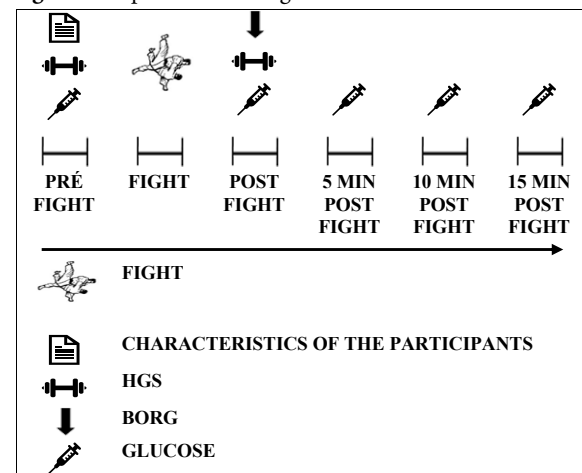 PRÉ FIGHT POST 5 MIN 10 MIN 15 MIN
FIGHT FIGHT POST POST POST
FIGHT FIGHT FIGHT
FIGHT
CHARACTERISTICS OF THE PARTICIPANTS
HGS
BORG
GLUCOSE